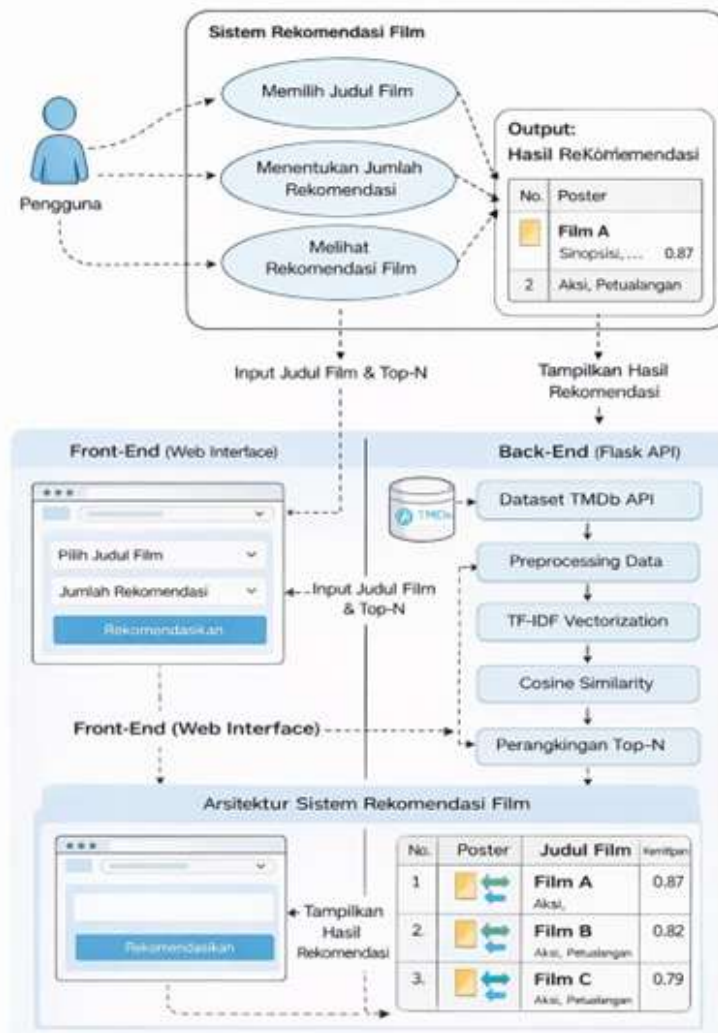 Sistem Rekomendasi Film
Memilih Judul Film
Menentukan Jumlah
Rekomendasi
Melihat
Rekomendasi Film
Pengguna
Output:
Hasil ReKomemendasi
No. Poster
Film A
Sinopsisi, ... 0.87
2 Aksi, Petualangan
Input Judul Film & Top-N
Tampilkan Hasil
Rekomendasi
Front-End (Web Interface)
Pilih Judul Film
Jumlah Rekomendasi
Rekomendasikan
Input Judul Film
& Top-N
Front-End (Web Interface)
Back-End (Flask API)
TMDb
Dataset TMDb API
Preprocessing Data
TF-IDF Vectorization
Cosine Similarity
Perangkingan Top-N
Arsitektur Sistem Rekomendasi Film
Rekomendasikan
Tampilkan
Hasil
Rekomendasi
No. Poster Judul Film
1 Film A 0.87
Aksi,
2. Film B 0.82
Aksi, Petualangan
3. Film C 0.79
Aksi, Petualangan